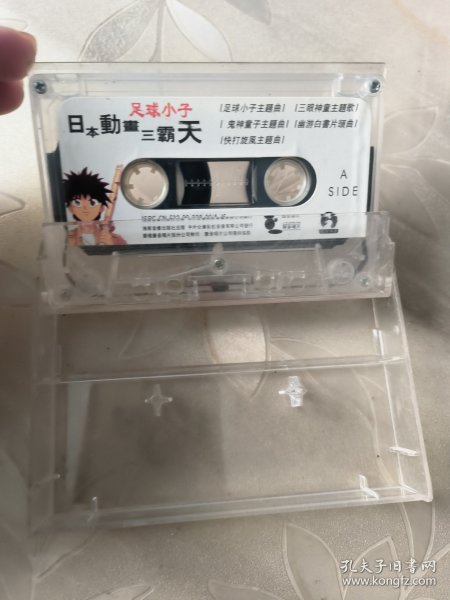 足球小子
日本動畫三霸天
[足球小子主題曲] [三眼神童主題歌]
[鬼神童子主題曲] [幽游白書片頭曲]
[快打旋風主題曲]
A
SIDE
孔夫子旧书网
www.kongfz.com